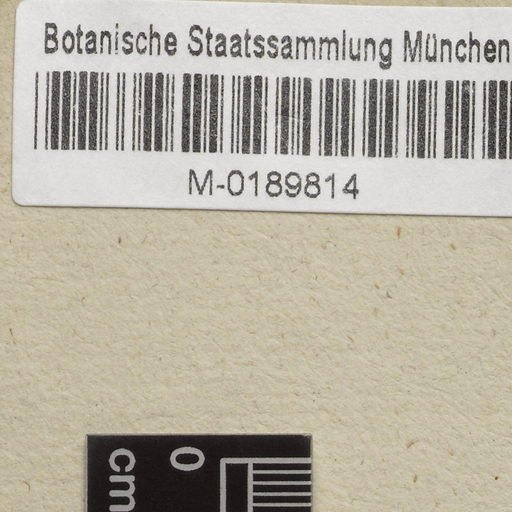 Botanische Staatssammlung München
M-0189814
0
cm